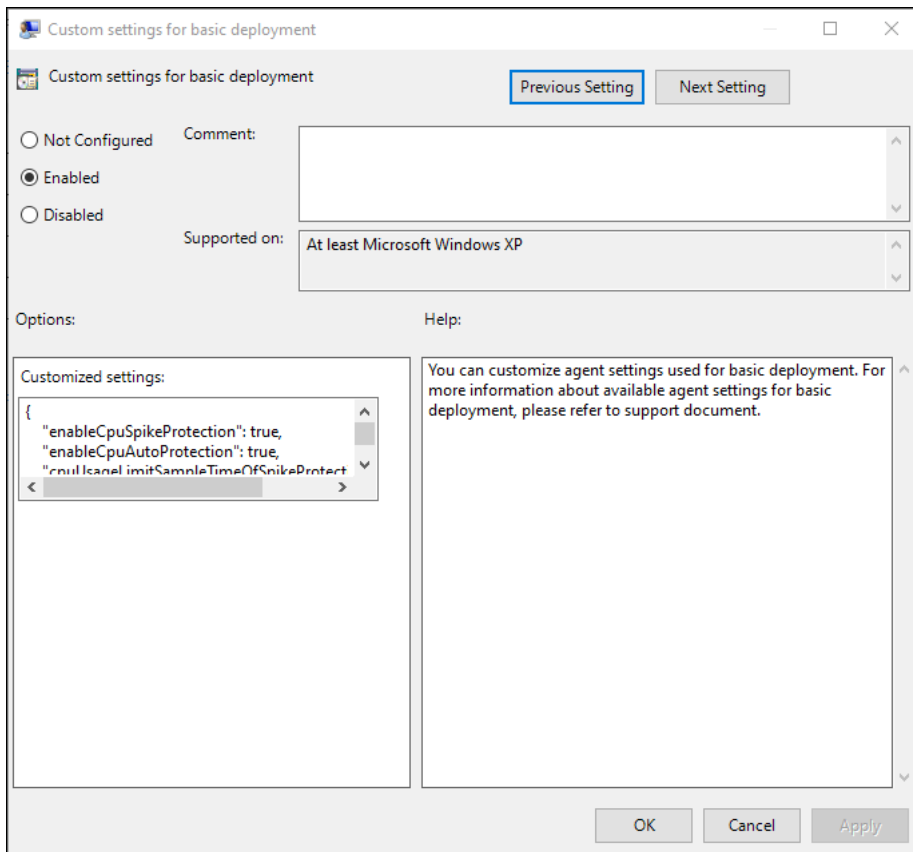 Custom settings for basic deployment
Custom settings for basic deployment
Previous Setting
Next Setting
Not Configured
Comment:
Enabled
Disabled
Supported on:
At least Microsoft Windows XP
Options:
Help:
Customized settings:
{
"enableCpuSpikeProtection": true,
"enableCpuAutoProtection": true,
"cpuUsageLimitSampleTimeOfSpikeProtect
You can customize agent settings used for basic deployment. For
more information about available agent settings for basic
deployment, please refer to support document.
OK
Cancel
Apply